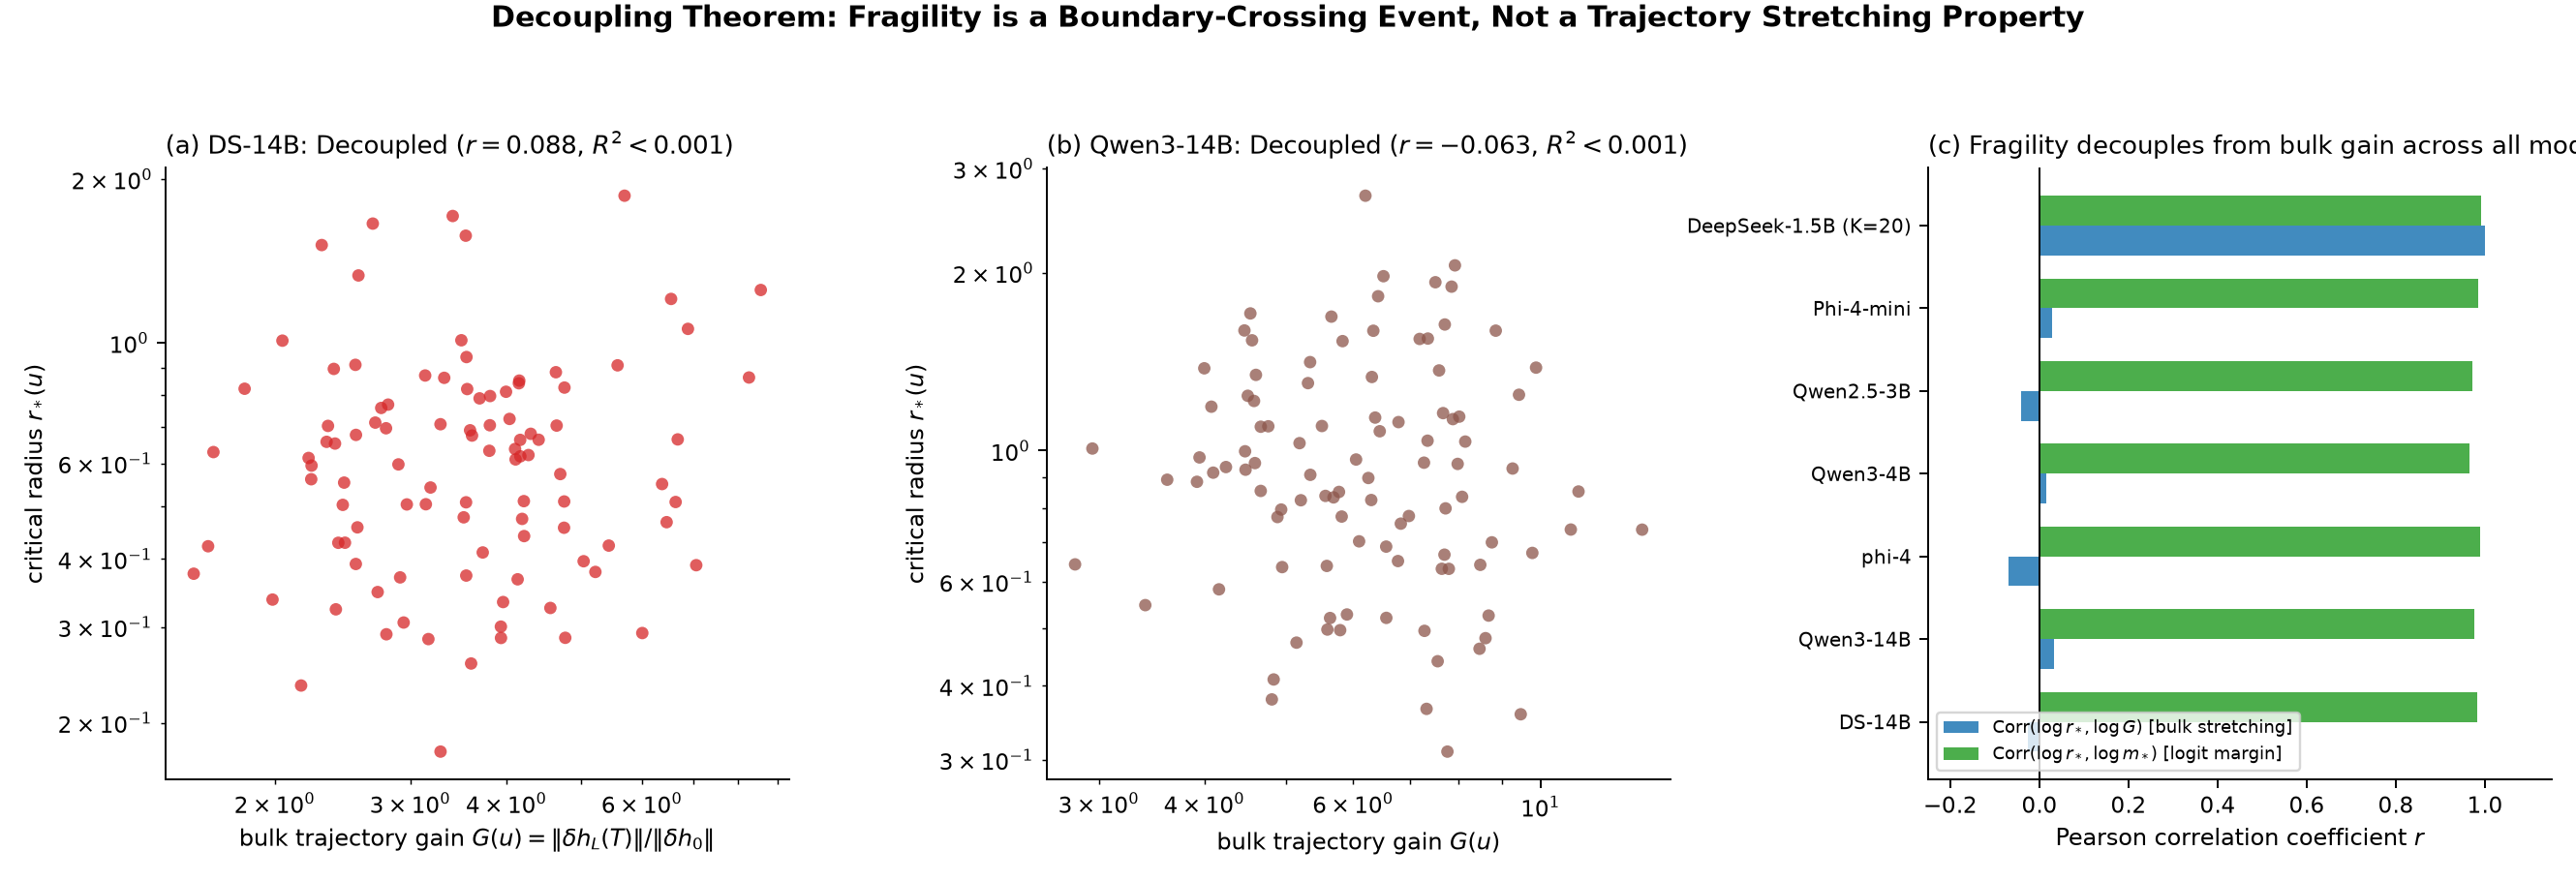 Decoupling Theorem: Fragility is a Boundary-Crossing Event, Not a Trajectory Stretching Property
(a) DS-14B: Decoupled (r = 0.088, R² < 0.001)
2 × 10⁰
10⁰
6 × 10⁻¹
4 × 10⁻¹
3 × 10⁻¹
2 × 10⁻¹
critical radius r*(u)
2 × 10⁰
3 × 10⁰
4 × 10⁰
6 × 10⁰
bulk trajectory gain G(u) = ‖δh_L(T)‖/‖δh₀‖
(b) Qwen3-14B: Decoupled (r = −0.063, R² < 0.001)
3 × 10⁰
2 × 10⁰
10⁰
6 × 10⁻¹
4 × 10⁻¹
3 × 10⁻¹
critical radius r*(u)
3 × 10⁰
4 × 10⁰
6 × 10⁰
10¹
bulk trajectory gain G(u)
(c) Fragility decouples from bulk gain across all
DeepSeek-1.5B (K=20)
Phi-4-mini
Qwen2.5-3B
Qwen3-4B
phi-4
Qwen3-14B
DS-14B
Corr(log r*, log G) [bulk stretching]
Corr(log r*, log m*) [logit margin]
−0.2
0.0
0.2
0.4
0.6
0.8
1.0
Pearson correlation coefficient r